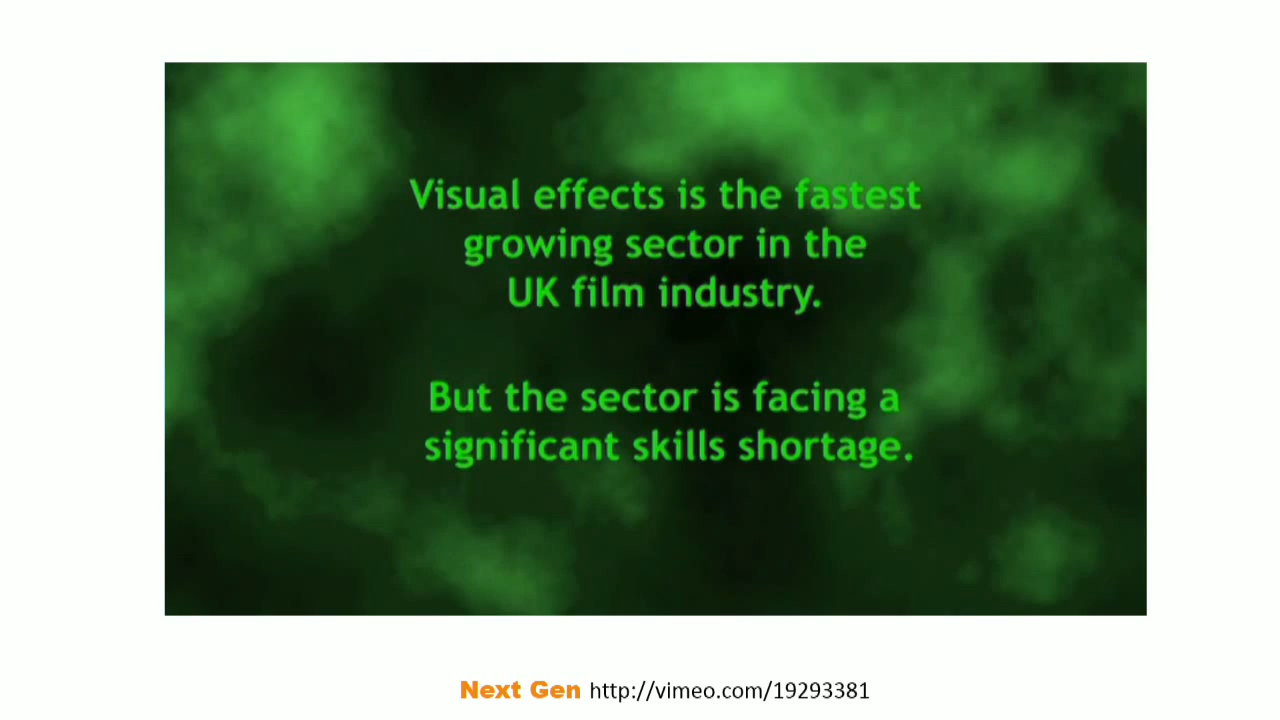 Visual effects is the fastest
growing sector in the
UK film industry.
But the sector is facing a
significant skills shortage.
Next Gen http://vimeo.com/19293381